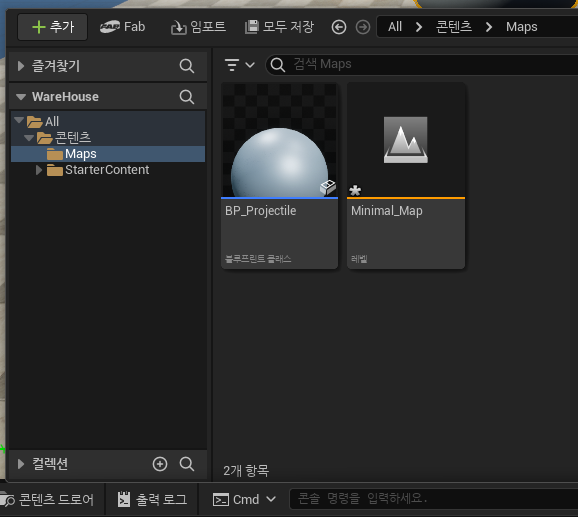 추가
Fab
임포트
모두 저장
All
콘텐츠
Maps
즐겨찾기
검색 Maps
WareHouse
All
콘텐츠
Maps
StarterContent
BP_Projectile
블루프린트 클래스
Minimal_Map
레벨
컬렉션
2개 항목
콘텐츠 드로어
출력 로그
Cmd
콘솔 명령을 입력하세요.